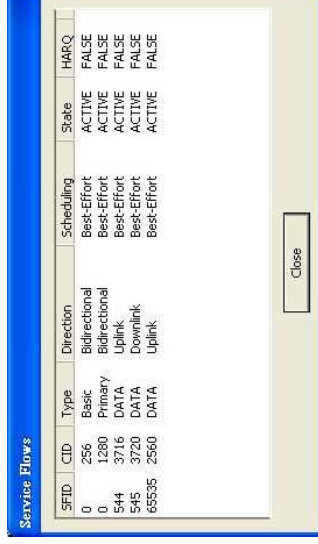 Service Flows
SFID CID Type Direction Scheduling State HARQ
0 256 Basic Bidirectional Best-Effort ACTIVE FALSE
0 1280 Primary Bidirectional Best-Effort ACTIVE FALSE
544 3716 DATA Uplink Best-Effort ACTIVE FALSE
545 3720 DATA Downlink Best-Effort ACTIVE FALSE
65535 2560 DATA Uplink Best-Effort ACTIVE FALSE
Close